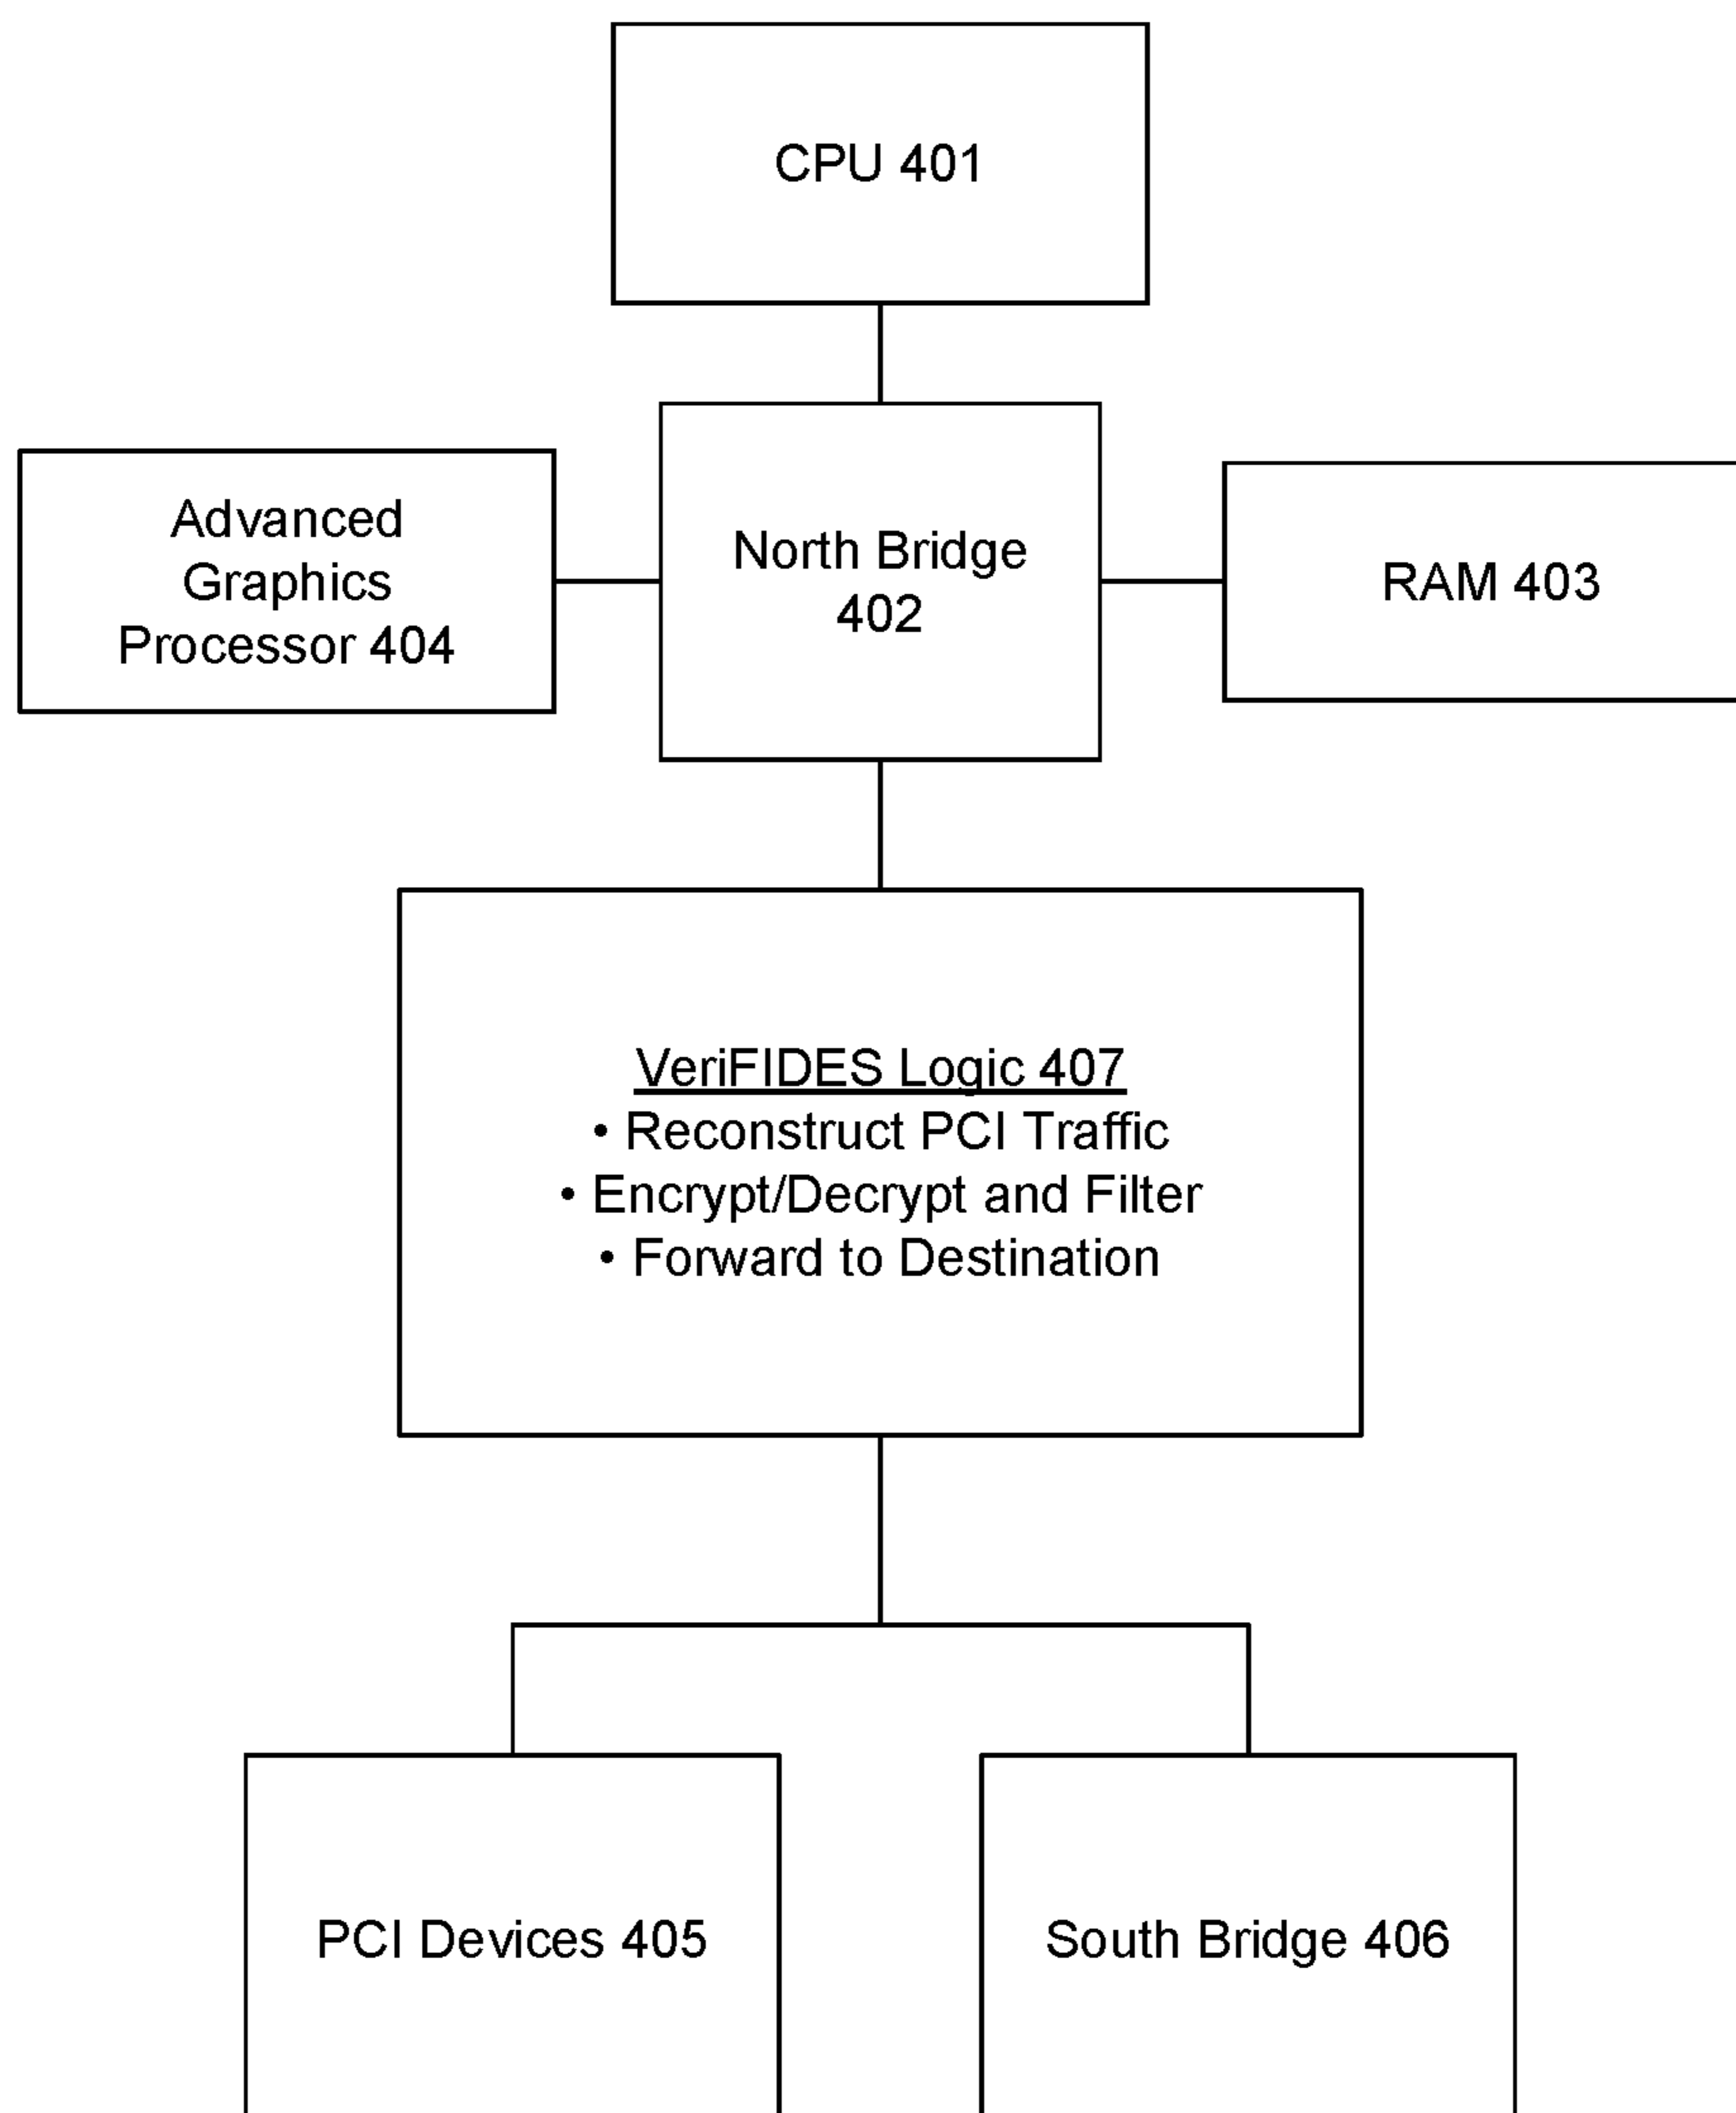 CPU 401
Advanced
Graphics
Processor 404
North Bridge
402
RAM 403
VeriFIDES Logic 407
• Reconstruct PCI Traffic
• Encrypt/Decrypt and Filter
• Forward to Destination
PCI Devices 405
South Bridge 406